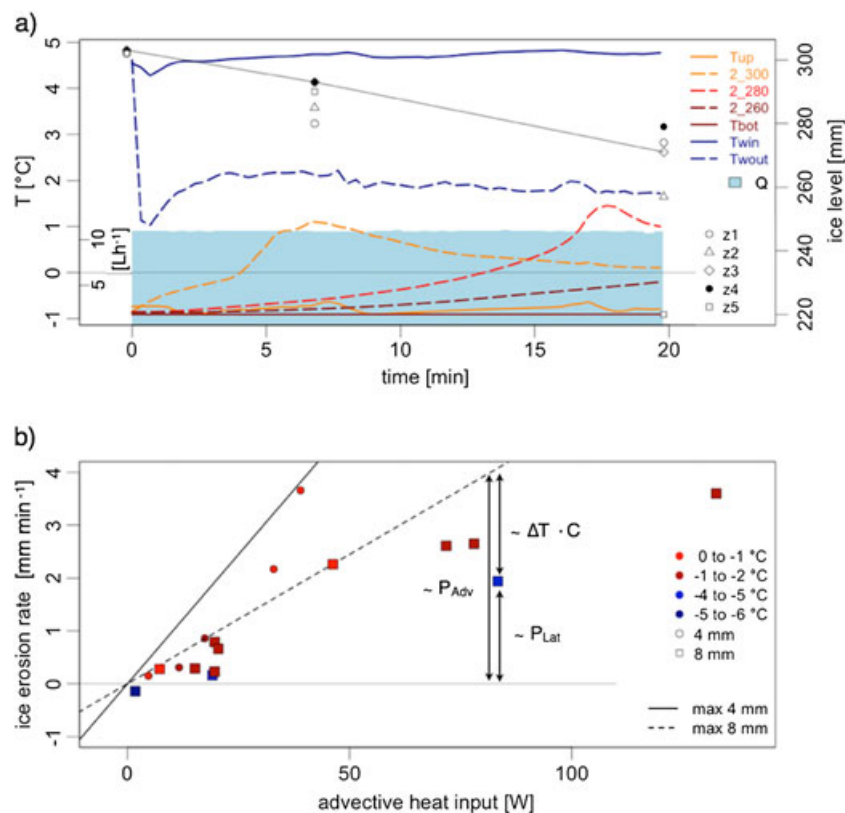 a)
5
4
3
2
1
0
-1
T [°C]
10
5
[Lh⁻¹]
0
5
10
15
20
time [min]
300
280
260
240
220
ice level [mm]
Tup
2_300
2_280
2_260
Tbot
Twin
Twout
Q
z1
z2
z3
z4
z5
b)
4
3
2
1
0
-1
ice erosion rate [mm min⁻¹]
0
50
100
advective heat input [W]
~ ΔT · C
~ PAdv
~ PLat
0 to -1 °C
-1 to -2 °C
-4 to -5 °C
-5 to -6 °C
4 mm
8 mm
max 4 mm
max 8 mm